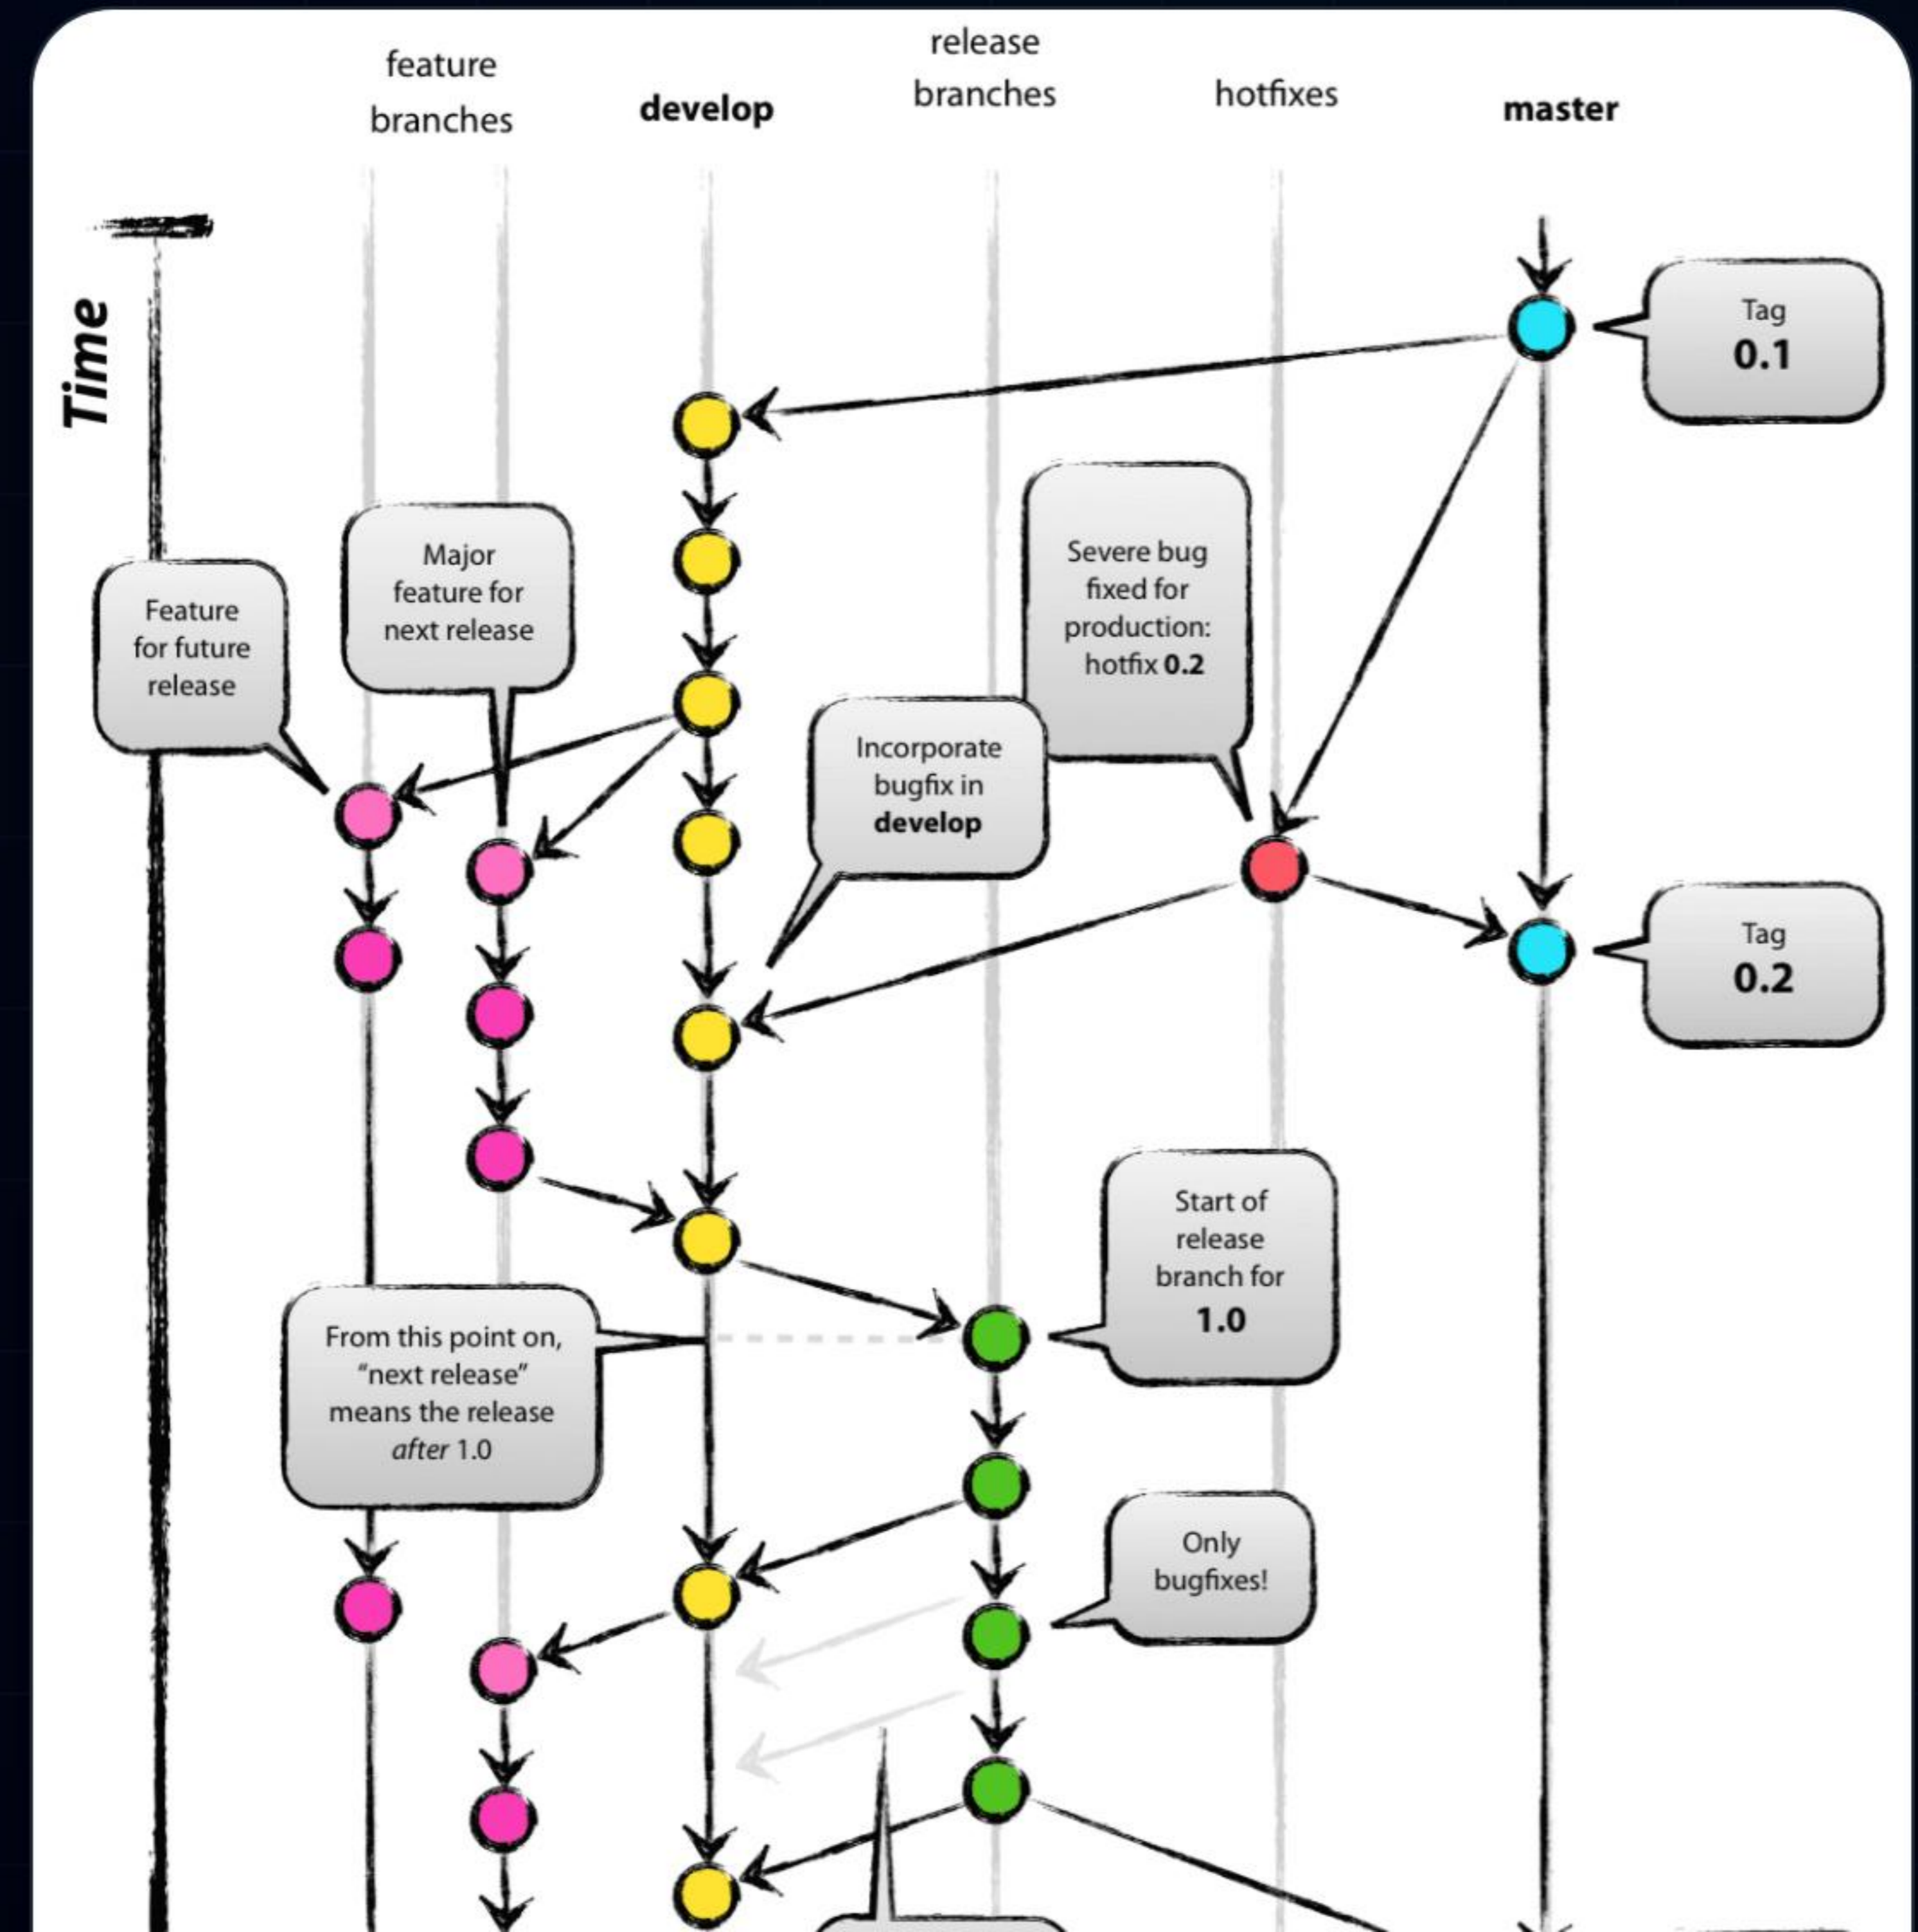 feature
branches
develop
release
branches
hotfixes
master
Time
Tag
0.1
Major
feature for
next release
Feature
for future
release
Severe bug
fixed for
production:
hotfix 0.2
Incorporate
bugfix in
develop
Tag
0.2
Start of
release
branch for
1.0
From this point on,
“next release”
means the release
after 1.0
Only
bugfixes!